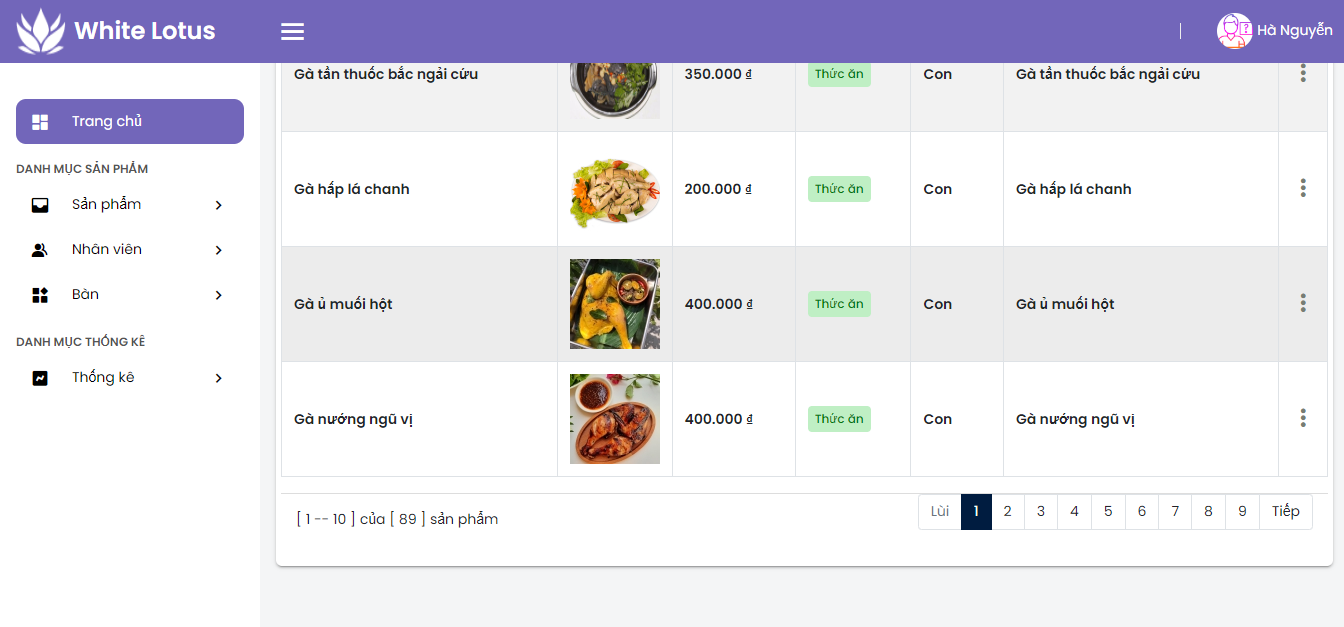 White Lotus
Hà Nguyễn
Trang chủ
DANH MỤC SẢN PHẨM
Sản phẩm
Nhân viên
Bàn
DANH MỤC THỐNG KÊ
Thống kê
Gà tần thuốc bắc ngải cứu 350.000 ₫ Thức ăn Con Gà tần thuốc bắc ngải cứu
Gà hấp lá chanh 200.000 ₫ Thức ăn Con Gà hấp lá chanh
Gà ủ muối hột 400.000 ₫ Thức ăn Con Gà ủ muối hột
Gà nướng ngũ vị 400.000 ₫ Thức ăn Con Gà nướng ngũ vị
[ 1 -- 10 ] của [ 89 ] sản phẩm
Lùi 1 2 3 4 5 6 7 8 9 Tiếp